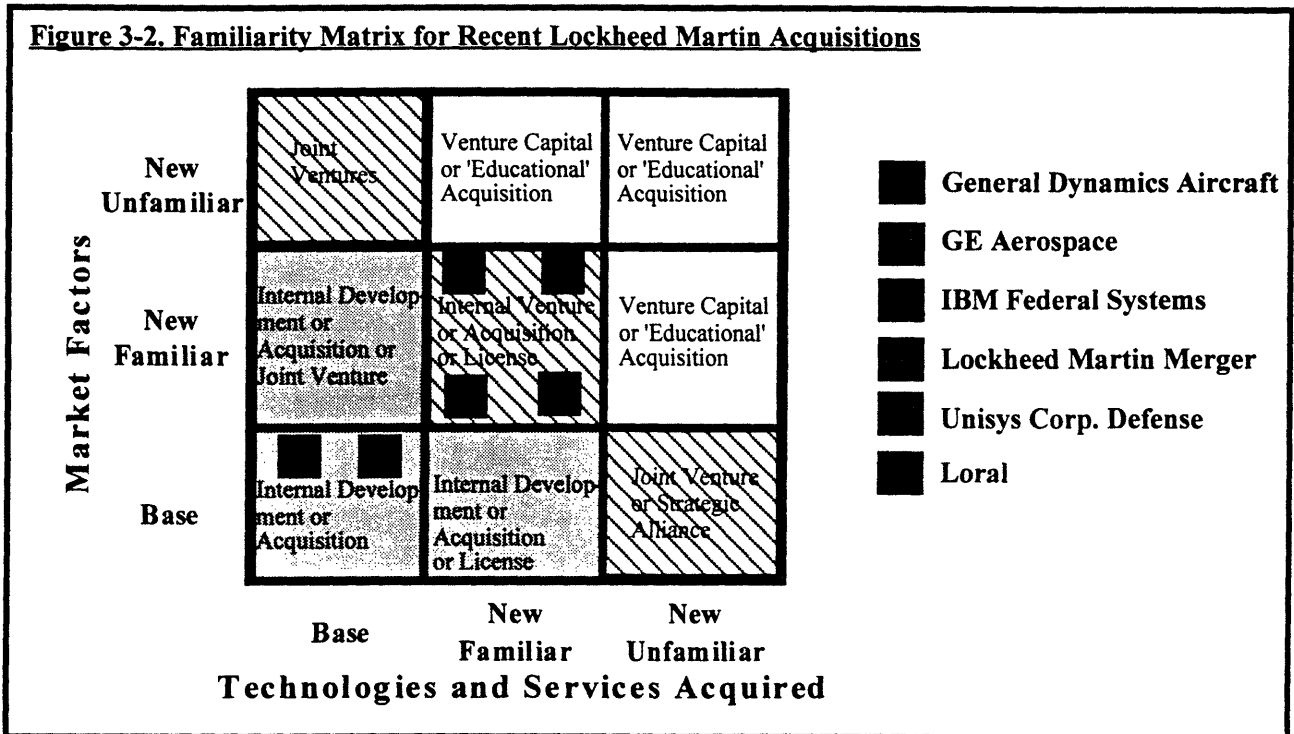 Figure 3-2. Familiarity Matrix for Recent Lockheed Martin Acquisitions
Market Factors
New
Unfamiliar
Joint
Ventures
Venture Capital
or 'Educational'
Acquisition
Venture Capital
or 'Educational'
Acquisition
New
Familiar
Internal Develop-
ment or
Acquisition or
Joint Venture
Internal Venture
or Acquisition
or License
Venture Capital
or 'Educational'
Acquisition
Base
Internal Develop-
ment or
Acquisition
Internal Develop-
ment or
Acquisition
or License
Joint Venture
or Strategic
Alliance
Base
New
Familiar
New
Unfamiliar
Technologies and Services Acquired
General Dynamics Aircraft
GE Aerospace
IBM Federal Systems
Lockheed Martin Merger
Unisys Corp. Defense
Loral